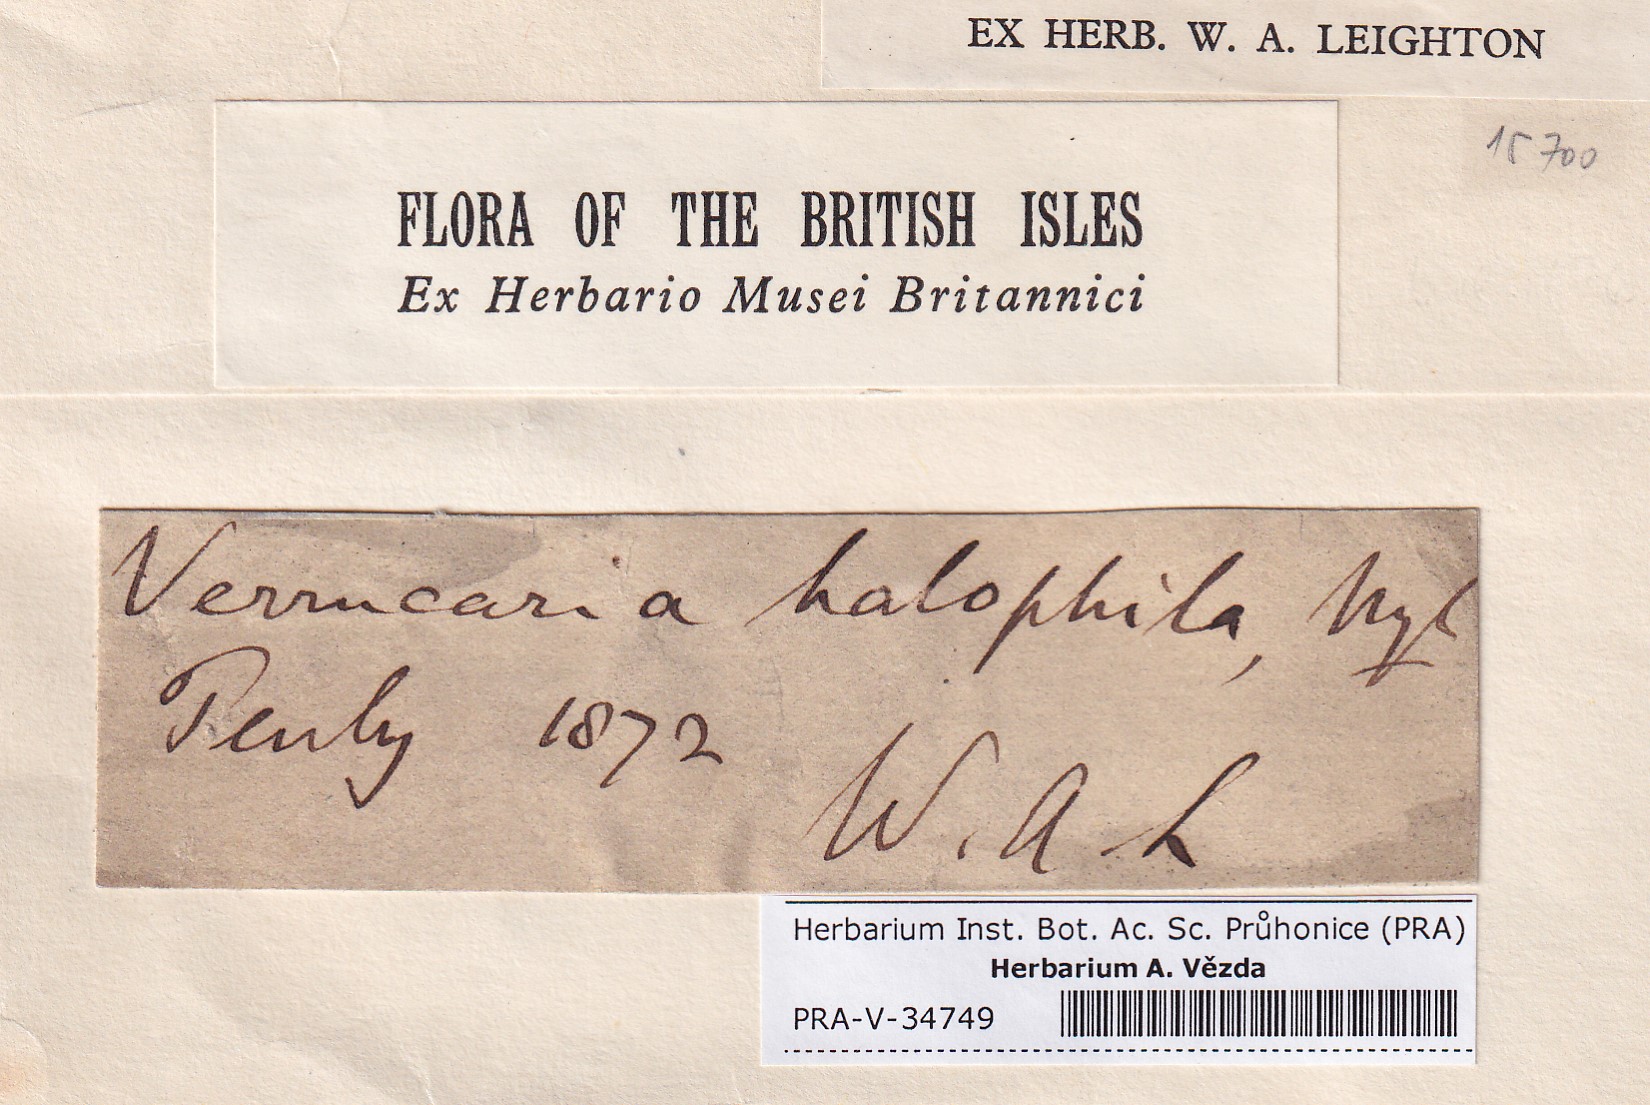 EX HERB. W. A. LEIGHTON
15700
FLORA OF THE BRITISH ISLES
Ex Herbario Musei Britannici
Verrucaria halophila, Nyl
Tenby 1872
W. A L
Herbarium Inst. Bot. Ac. Sc. Průhonice (PRA)
Herbarium A. Vězda
PRA-V-34749